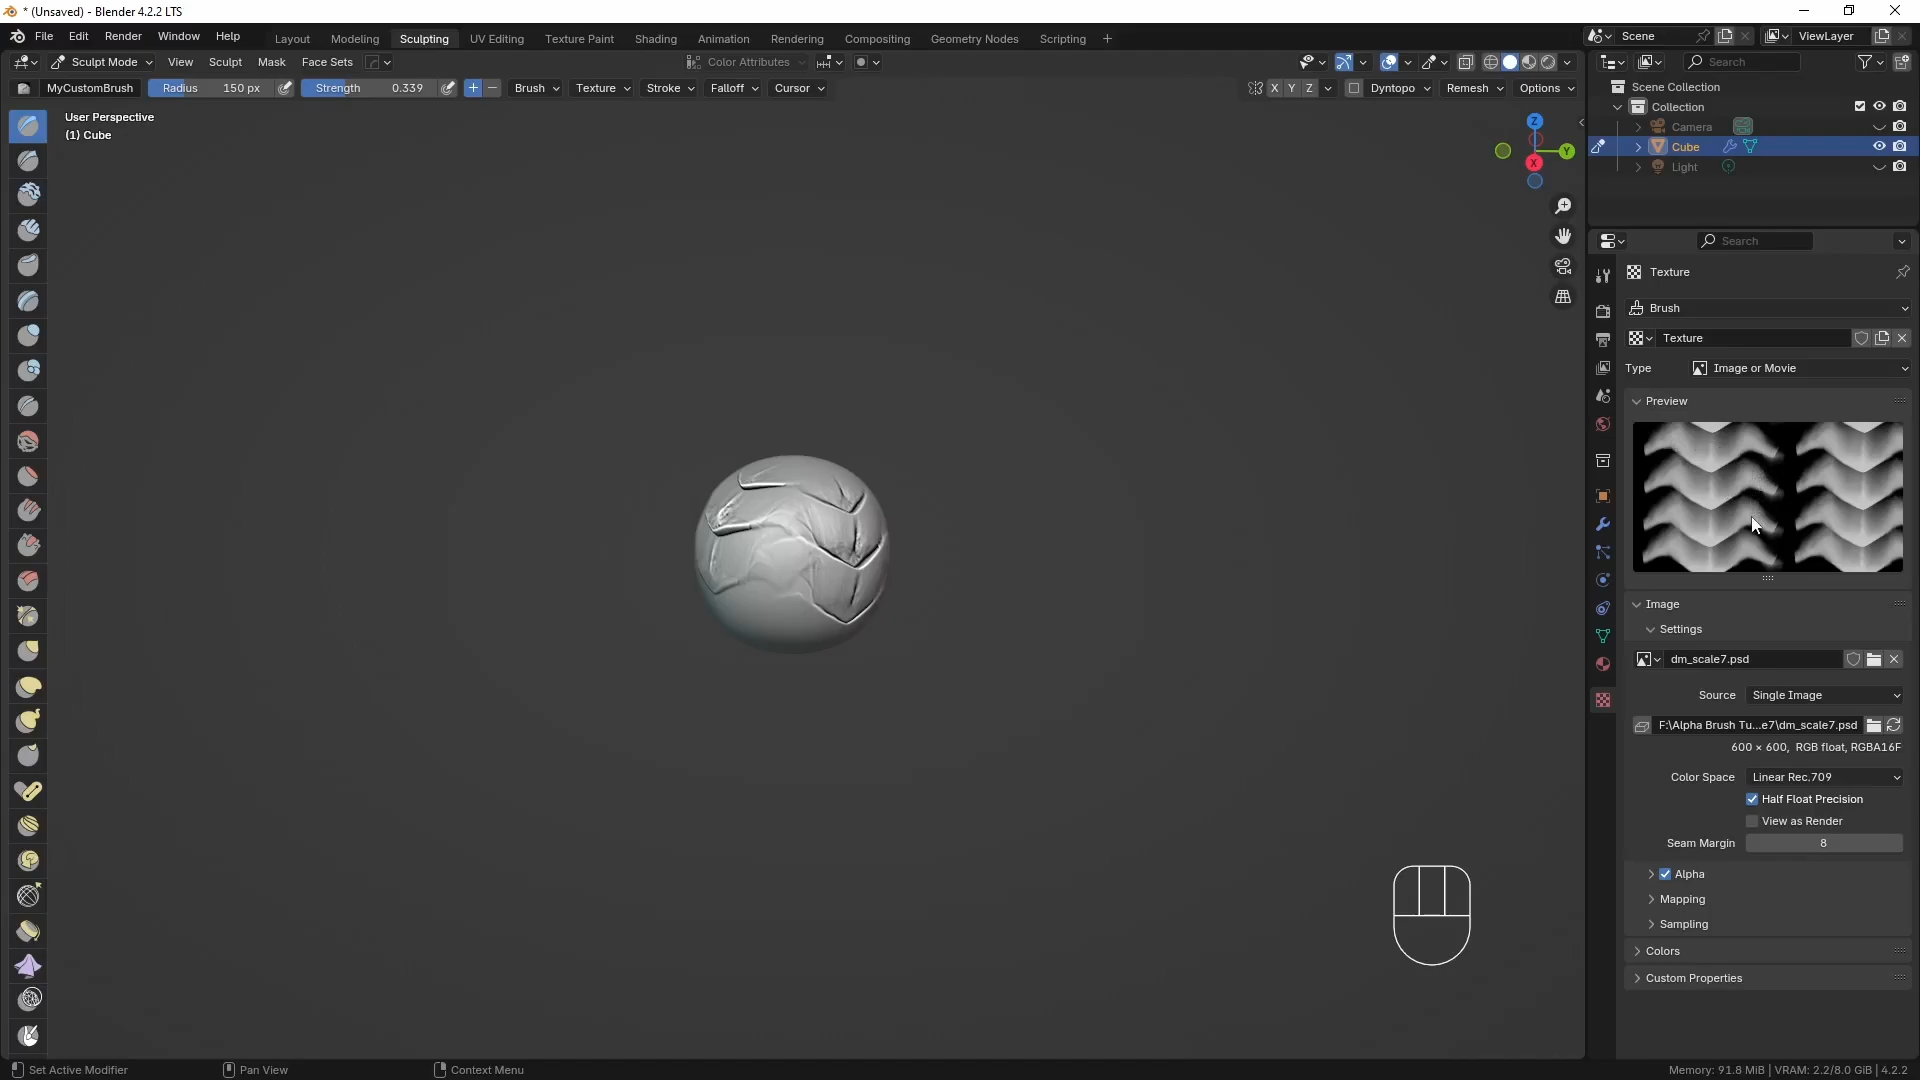 * (Unsaved) - Blender 4.2.2 LTS
File Edit Render Window Help
Layout Modeling Sculpting UV Editing Texture Paint Shading Animation Rendering Compositing Geometry Nodes Scripting +
Scene
ViewLayer
Sculpt Mode View Sculpt Mask Face Sets
Color Attributes
Search
MyCustomBrush Radius 150 px Strength 0.339 + − Brush Texture Stroke Falloff Cursor
X Y Z Dyntopo Remesh Options
User Perspective
(1) Cube
Z
Y
X
Scene Collection
Collection
Camera
Cube
Light
Search
Texture
Brush
Texture
Type Image or Movie
Preview
Image
Settings
dm_scale7.psd
Source Single Image
F:\Alpha Brush Tu...e7\dm_scale7.psd
600 × 600, RGB float, RGBA16F
Color Space Linear Rec.709
Half Float Precision
View as Render
Seam Margin 8
Alpha
Mapping
Sampling
Colors
Custom Properties
Set Active Modifier Pan View Context Menu
Memory: 91.8 MiB | VRAM: 2.2/8.0 GiB | 4.2.2